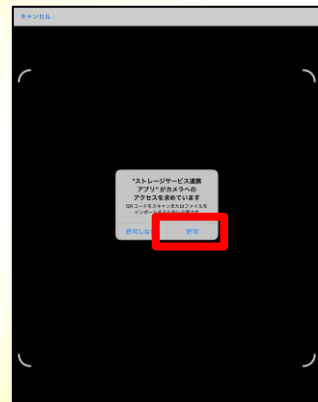 キャンセル
"ストレージサービス連携
アプリ"がカメラへの
アクセスを求めています
QRコードをスキャンまたはファイルを
許可しな
許可